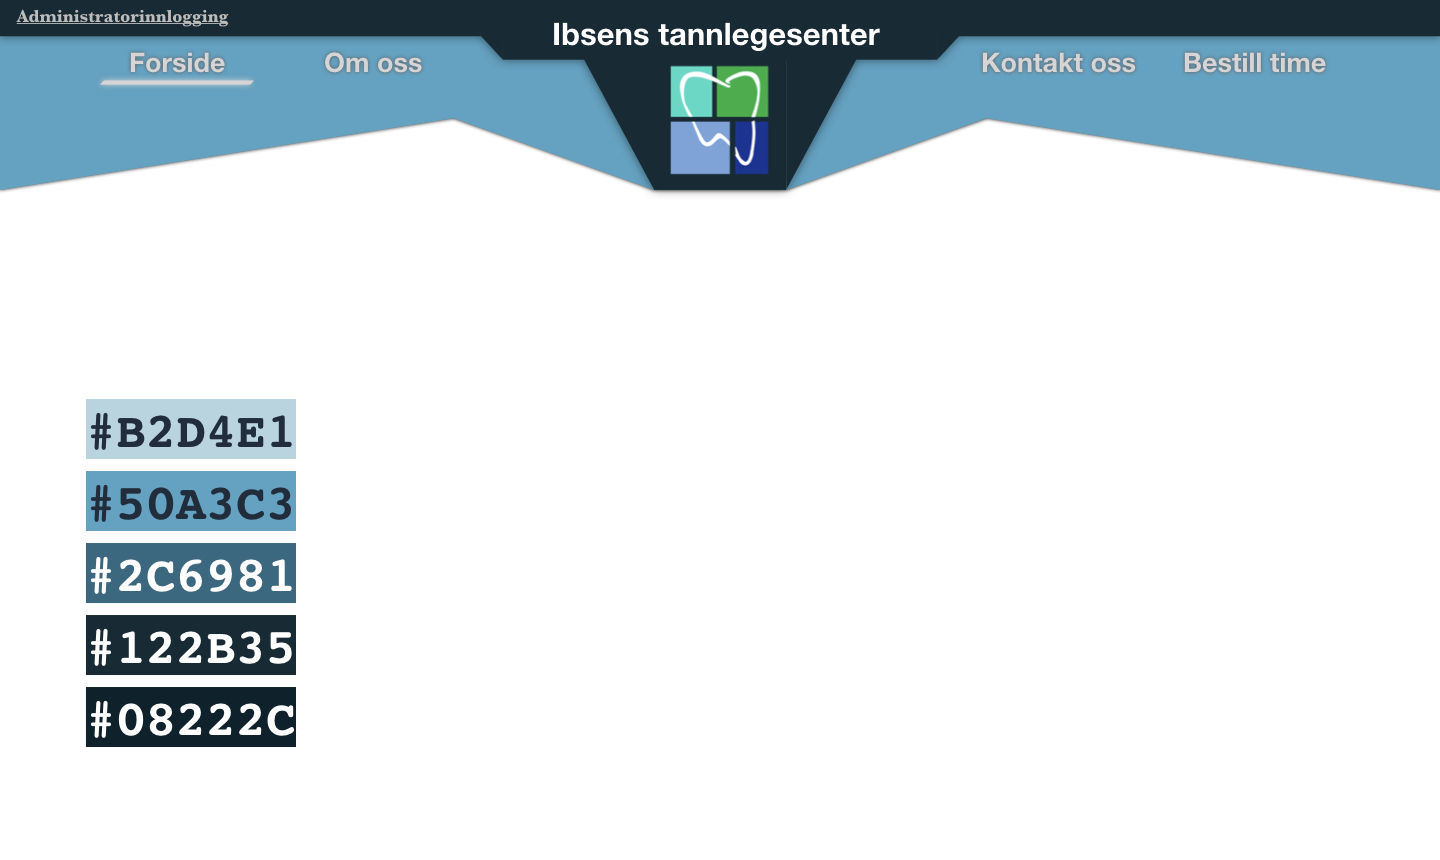 Administratorinnlogging
Ibsens tannlegesenter
Forside
Om oss
Kontakt oss
Bestill time
#B2D4E1
#50A3C3
#2C6981
#122B35
#08222C